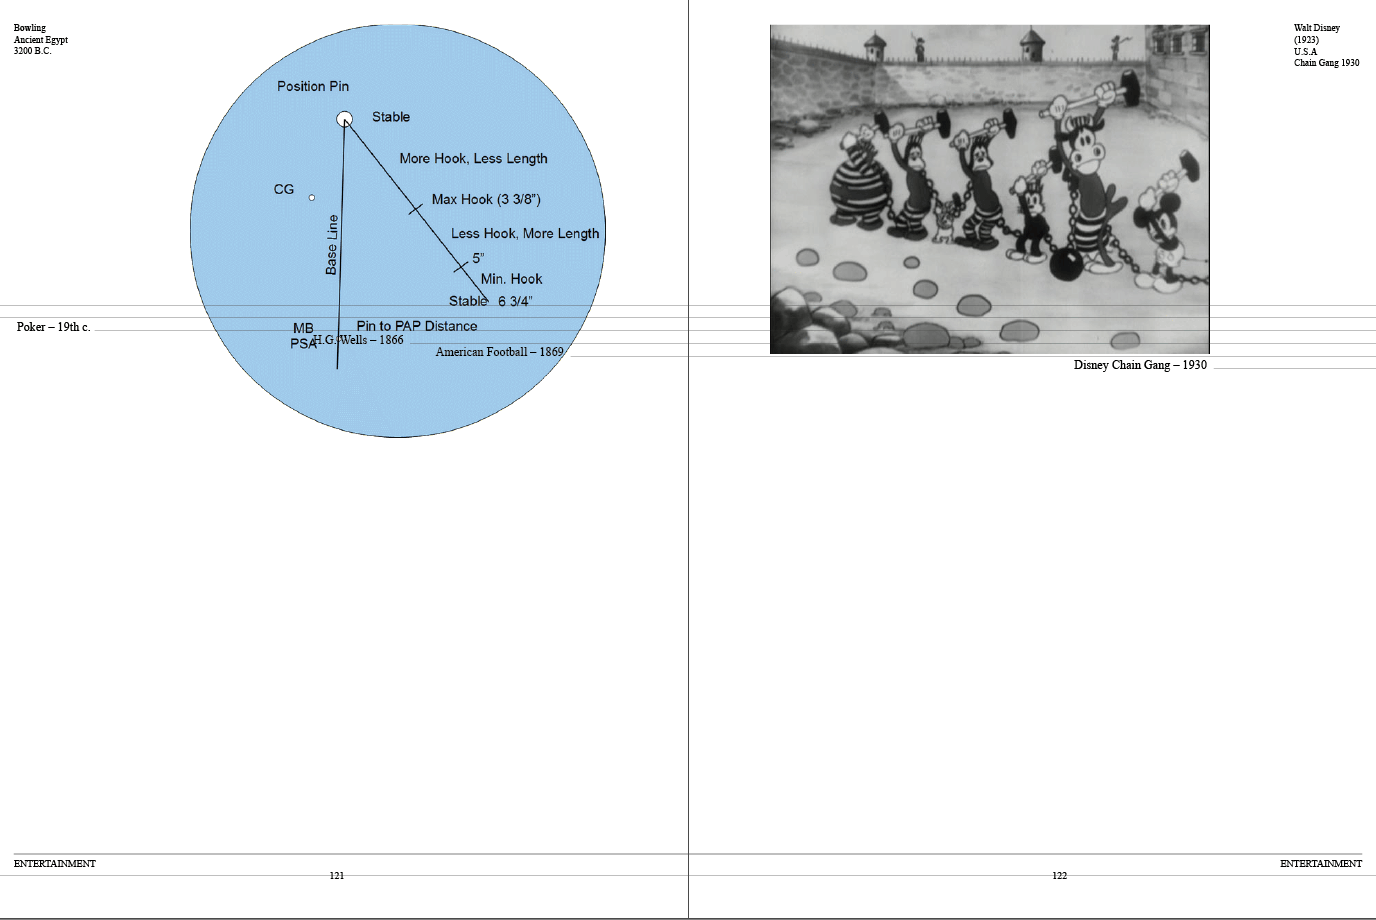 Bowling
Ancient Egypt
3200 B.C.
Position Pin
Stable
More Hook, Less Length
CG
Max Hook (3 3/8")
Base Line
Less Hook, More Length
5"
Min. Hook
Stable 6 3/4"
Poker – 19th c.
MB
PSA
Pin to PAP Distance
H.G. Wells – 1866
American Football – 1869
ENTERTAINMENT
121
Walt Disney
(1923)
U.S.A
Chain Gang 1930
Disney Chain Gang – 1930
ENTERTAINMENT
122